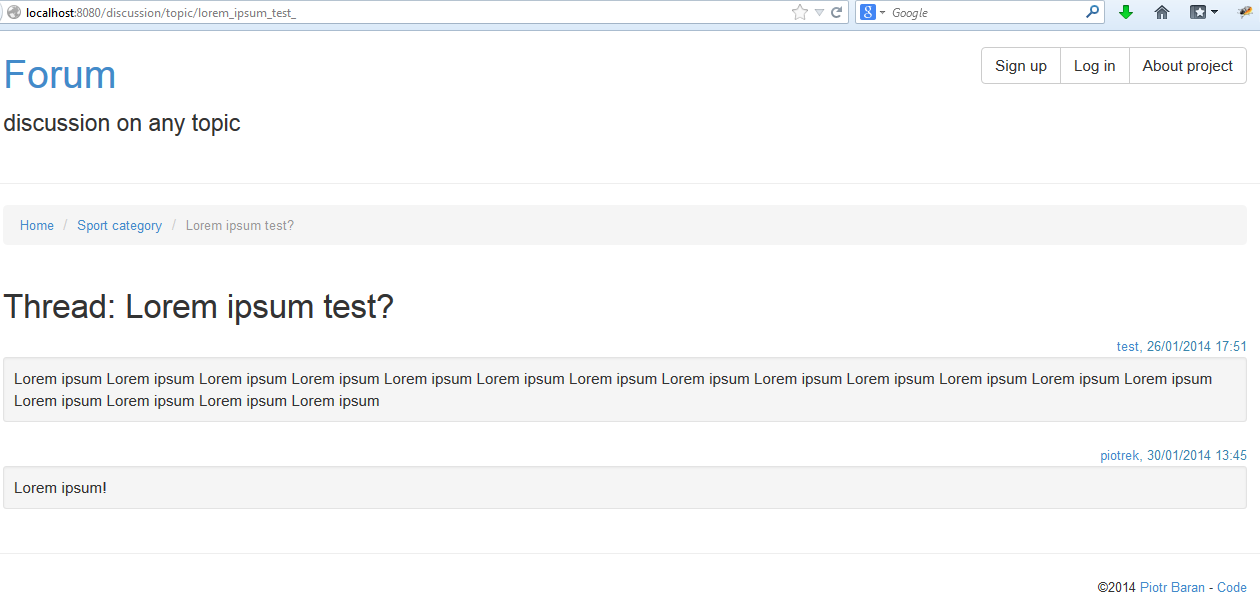 localhost:8080/discussion/topic/lorem_ipsum_test_
Google
Forum
Sign up Log in About project
discussion on any topic
Home / Sport category / Lorem ipsum test?
Thread: Lorem ipsum test?
test, 26/01/2014 17:51
Lorem ipsum Lorem ipsum Lorem ipsum Lorem ipsum Lorem ipsum Lorem ipsum Lorem ipsum Lorem ipsum Lorem ipsum Lorem ipsum Lorem ipsum Lorem ipsum Lorem ipsum
Lorem ipsum Lorem ipsum Lorem ipsum Lorem ipsum
piotrek, 30/01/2014 13:45
Lorem ipsum!
©2014 Piotr Baran - Code